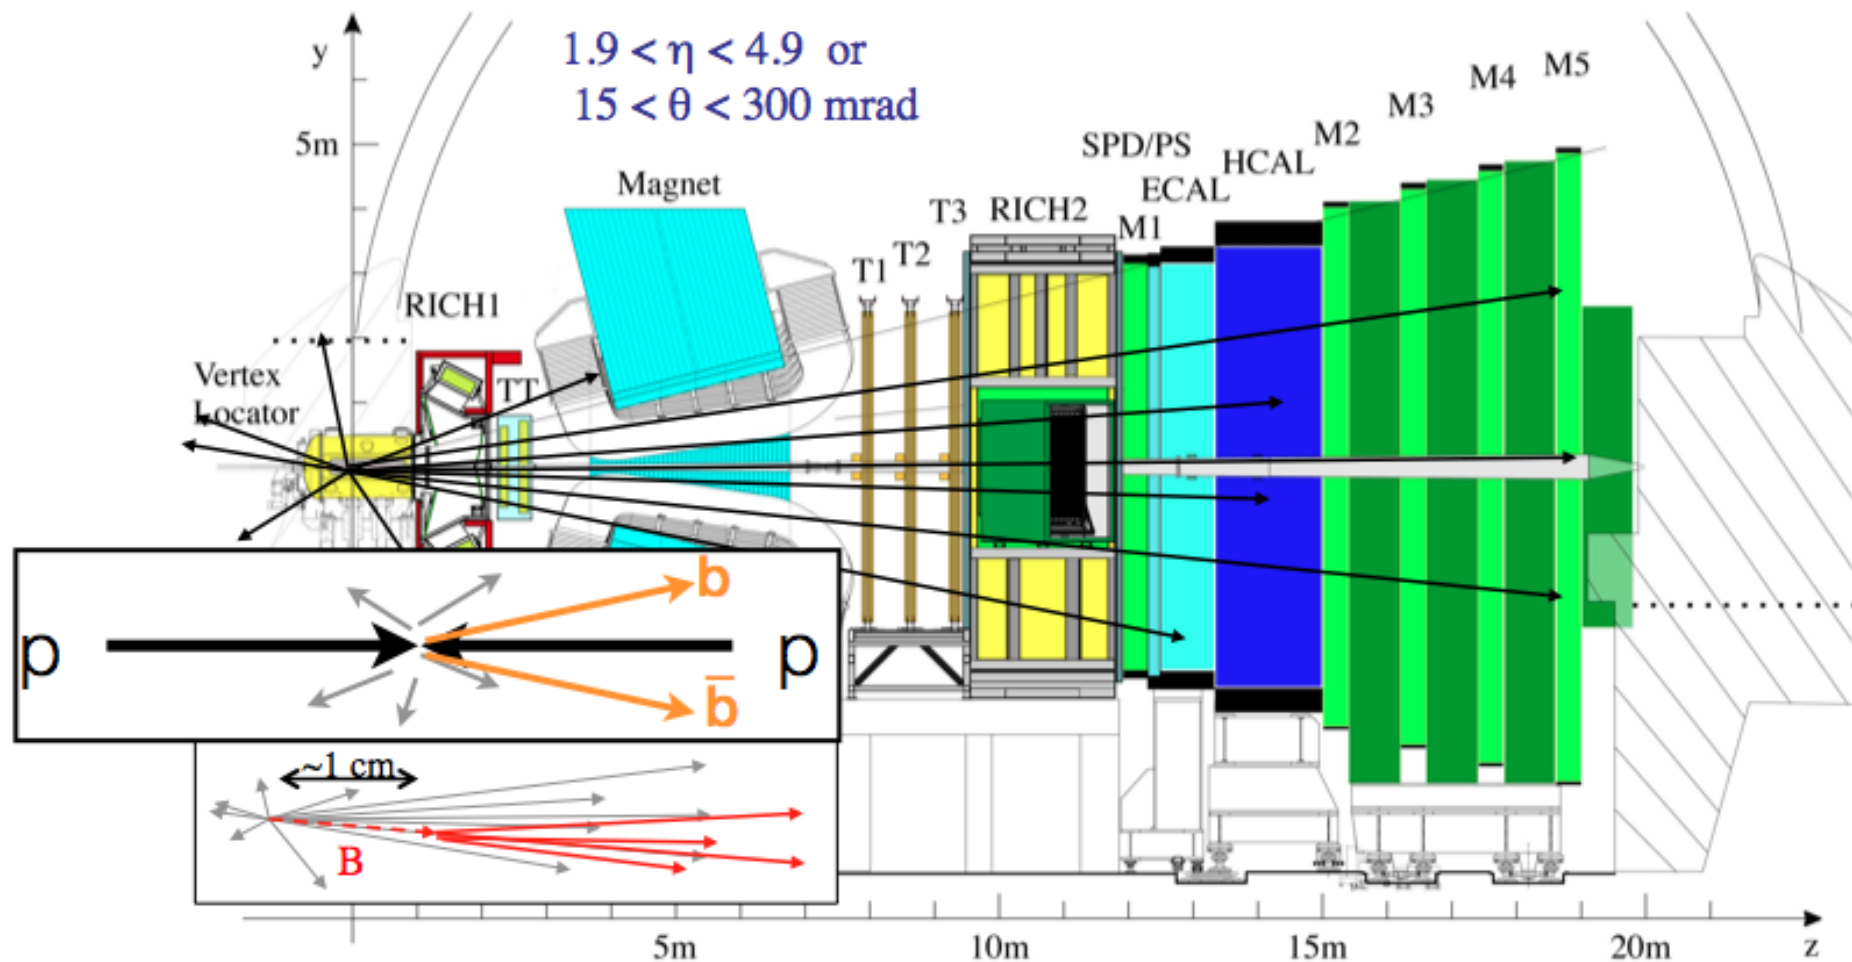 y
1.9 < η < 4.9 or
15 < θ < 300 mrad
5m
Magnet
RICH1
Vertex
Locator
TT
T1
T2
T3
RICH2
M1
SPD/PS
ECAL
HCAL
M2
M3
M4
M5
p
b
b̅
p
~1 cm
B
5m
10m
15m
20m
z